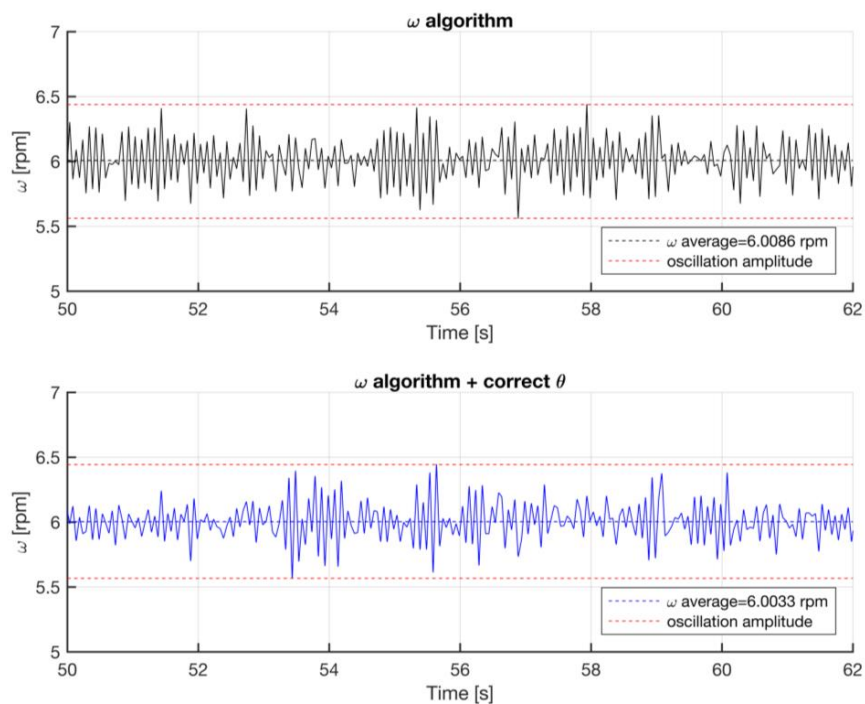 ω algorithm
7
6.5
6
5.5
5
ω [rpm]
ω average=6.0086 rpm
oscillation amplitude
50 52 54 56 58 60 62
Time [s]
ω algorithm + correct θ
7
6.5
6
5.5
5
ω [rpm]
ω average=6.0033 rpm
oscillation amplitude
50 52 54 56 58 60 62
Time [s]